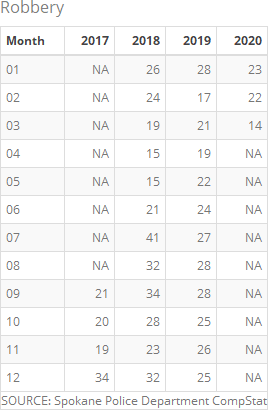 Robbery
Month 2017 2018 2019 2020
01 NA 26 28 23
02 NA 24 17 22
03 NA 19 21 14
04 NA 15 19 NA
05 NA 15 22 NA
06 NA 21 24 NA
07 NA 41 27 NA
08 NA 32 28 NA
09 21 34 28 NA
10 20 28 25 NA
11 19 23 26 NA
12 34 32 25 NA
SOURCE: Spokane Police Department CompStat